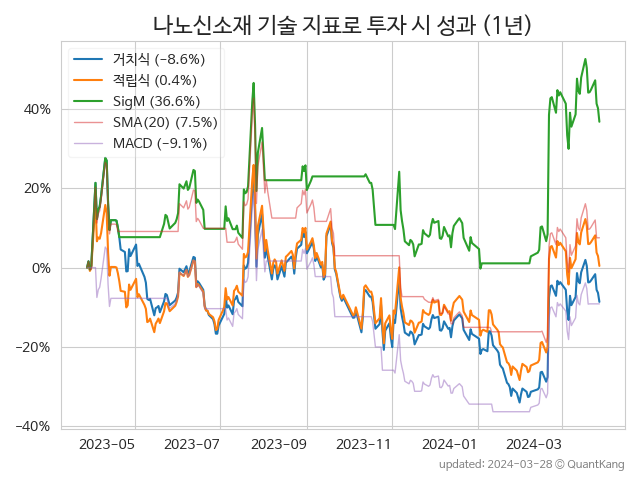 나노신소재 기술 지표로 투자 시 성과 (1년)
거치식 (−8.6%)
적립식 (0.4%)
SigM (36.6%)
SMA(20) (7.5%)
MACD (−9.1%)
40%
20%
0%
−20%
−40%
2023−05 2023−07 2023−09 2023−11 2024−01 2024−03
updated: 2024−03−28 © QuantKang